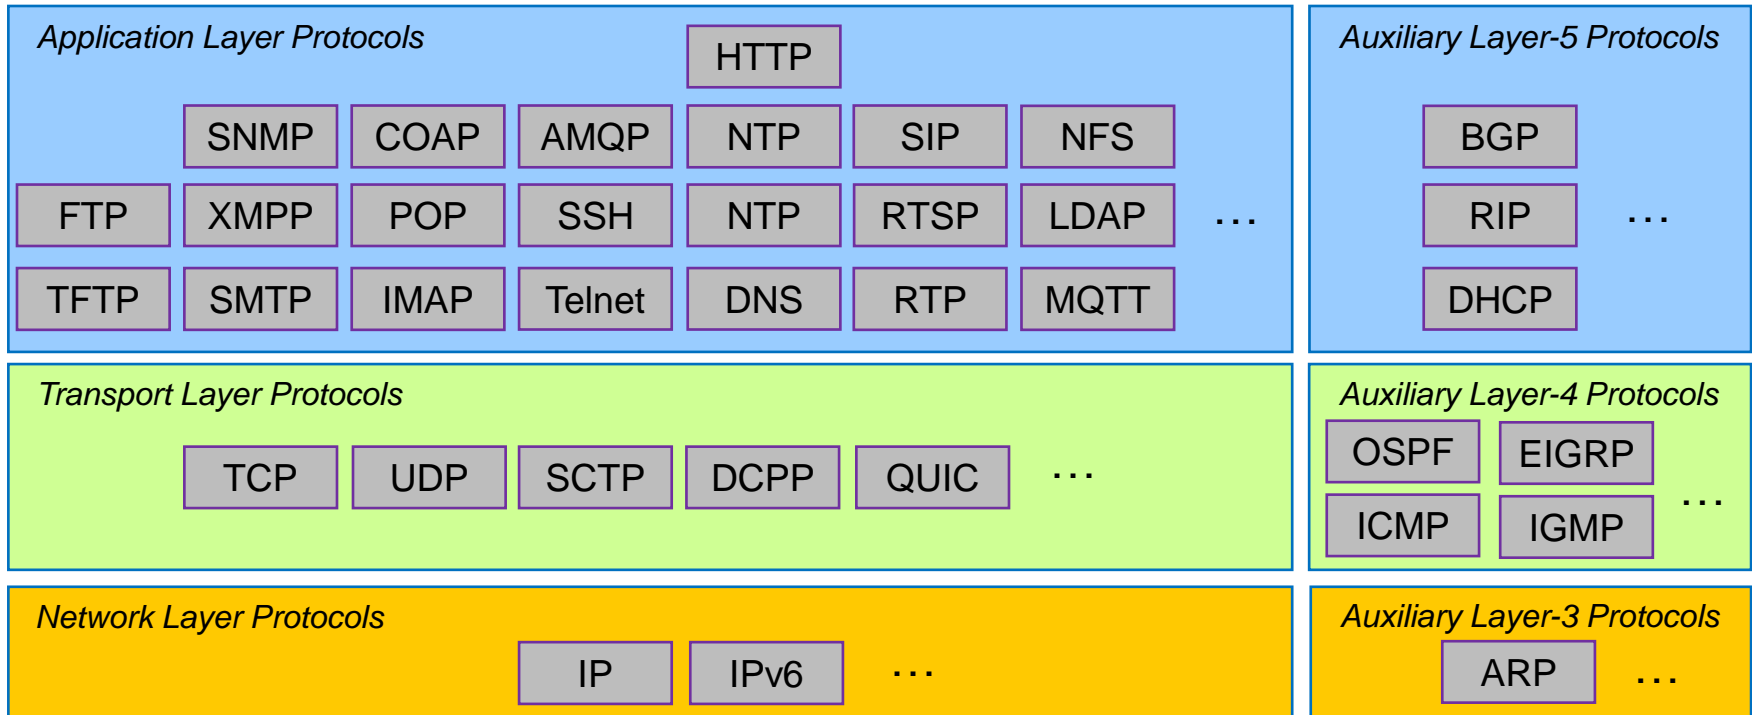 Application Layer Protocols
HTTP
SNMP COAP AMQP NTP SIP NFS
FTP XMPP POP SSH NTP RTSP LDAP ...
TFTP SMTP IMAP Telnet DNS RTP MQTT
Auxiliary Layer-5 Protocols
BGP
RIP ...
DHCP
Transport Layer Protocols
TCP UDP SCTP DCPP QUIC ...
Auxiliary Layer-4 Protocols
OSPF EIGRP
ICMP IGMP ...
Network Layer Protocols
IP IPv6 ...
Auxiliary Layer-3 Protocols
ARP ...